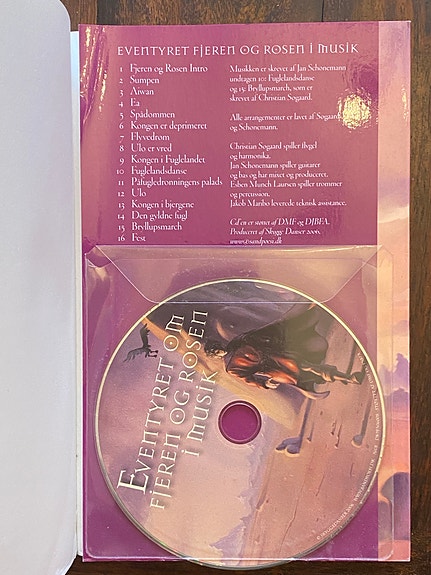 EVENTYRET FJEREN OG ROSEN I MUSIK
1 Fjeren og Rosen Intro
2 Sumpen
3 Aiwan
4 Ea
5 Spådommen
6 Kongen er deprimeret
7 Flyvedrøm
8 Ulo er vred
9 Kongen i Fuglelandet
10 Fuglelandsdanse
11 Påfugledronningens palads
12 Ulo
13 Kongen i bjergene
14 Den gyldne fugl
15 Bryllupsmarch
16 Fest
Musikken er skrevet af Jan Schønemann
undtagen 10: Fuglelandsdanse
og 15: Bryllupsmarch, som er
skrevet af Christian Søgaard.
Alle arrangementer er lavet af Søgaard
og Schønemann.
Christian Søgaard spiller flygel
og harmonika.
Jan Schønemann spiller guitarer
og bas og har mixet og produceret.
Esben Munch Laursen spiller trommer
og percussion.
Jakob Maribo leverede teknisk assistance.
Cd'en er støttet af DMF og DJBFA.
Produceret af Skygge Danser 2006.
EVENTYRET OM
FJEREN OG ROSEN
I MUSIK